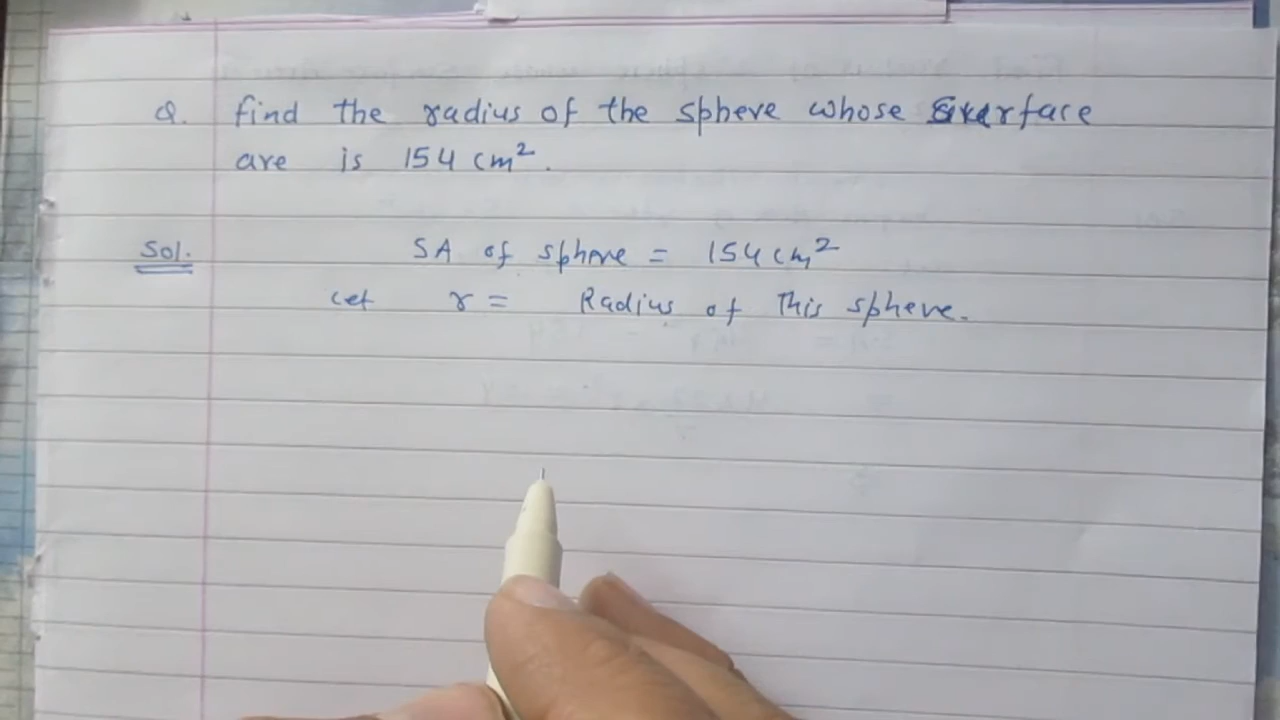 Q. find the radius of the sphere whose Surface
are is 154 cm².
Sol. SA of sphere = 154 cm²
Let r = Radius of This sphere.